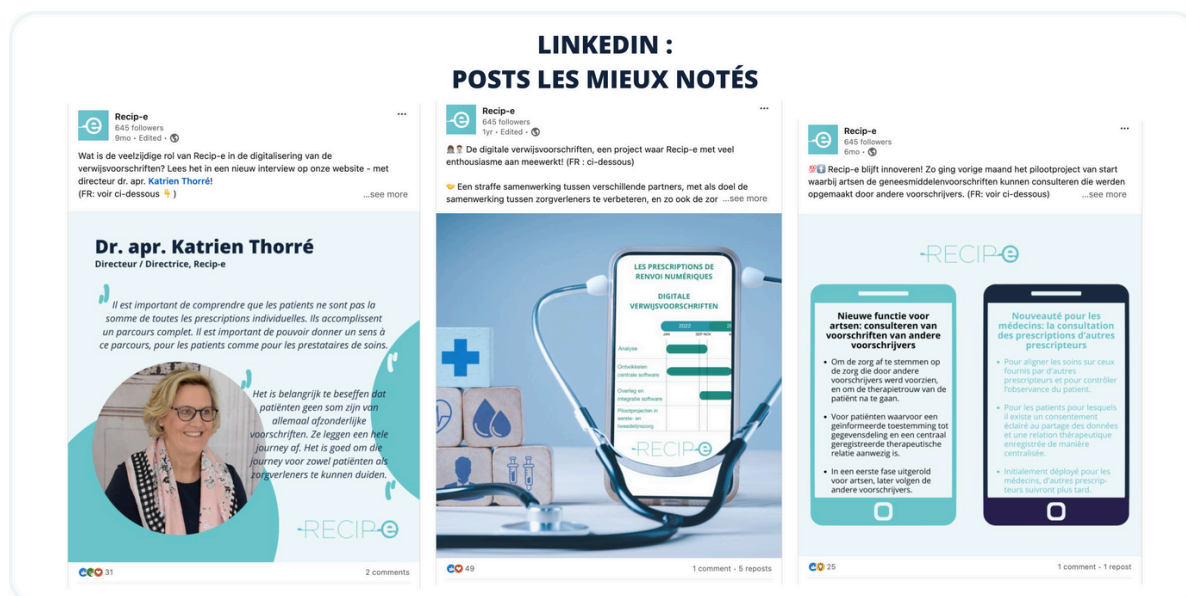 LINKEDIN :
POSTS LES MIEUX NOTÉS
Recip-e
645 followers
9mo • Edited •
Wat is de veelzijdige rol van Recip-e in de digitalisering van de
verwijsvoorschriften? Lees het in een nieuw interview op onze website - met
directeur dr. apr. Katrien Thorré!
(FR: voir ci-dessous 👇 )
...see more
Dr. apr. Katrien Thorré
Directeur / Directrice, Recip-e
Il est important de comprendre que les patients ne sont pas la
somme de toutes les prescriptions individuelles. Ils accomplissent
un parcours complet. Il est important de pouvoir donner un sens à
ce parcours, pour les patients comme pour les prestataires de soins.
Het is belangrijk te beseffen dat
patiënten geen som zijn van
allemaal afzonderlijke
voorschriften. Ze leggen een hele
journey af. Het is goed om die
journey voor zowel patiënten als
zorgverleners te kunnen duiden.
RECIP-e
31
2 comments
Recip-e
645 followers
1yr • Edited •
De digitale verwijsvoorschriften, een project waar Recip-e met veel
enthousiasme aan meewerkt! (FR : ci-dessous)
Een straffe samenwerking tussen verschillende partners, met als doel de
samenwerking tussen zorgverleners te verbeteren, en zo ook de zor ...see more
LES PRESCRIPTIONS DE
RENVOI NUMÉRIQUES
DIGITALE
VERWIJSVOORSCHRIFTEN
2022
JAN
SEP NOV
Analyse
Ontwikkelen
centrale software
Overleg en
integratie software
Pilootprojecten in
eerste- en
tweedelijnszorg
RECIP-e
49
1 comment • 5 reposts
Recip-e
645 followers
6mo •
💯⬆️ Recip-e blijft innoveren! Zo ging vorige maand het pilootproject van start
waarbij artsen de geneesmiddelenvoorschriften kunnen consulteren die werden
opgemaakt door andere voorschrijvers. (FR: voir ci-dessous)
...see more
RECIP-e
Nieuwe functie voor
artsen: consulteren van
voorschriften van andere
voorschrijvers
• Om de zorg af te stemmen op
de zorg die door andere
voorschrijvers werd voorzien,
en om de therapietrouw van de
patiënt na te gaan.
• Voor patiënten waarvoor een
geïnformeerde toestemming tot
gegevensdeling en een centraal
geregistreerde therapeutische
relatie aanwezig is.
• In een eerste fase uitgerold
voor artsen, later volgen de
andere voorschrijvers.
Nouveauté pour les
médecins: la consultation
des prescriptions d'autres
prescripteurs
• Pour aligner les soins sur ceux
fournis par d'autres
prescripteurs et pour contrôler
l'observance du patient.
• Pour les patients pour lesquels
il existe un consentement
éclairé au partage des données
et une relation thérapeutique
enregistrée de manière
centralisée.
• Initialement déployé pour les
médecins, d'autres prescrip-
teurs suivront plus tard.
25
1 comment • 1 repost